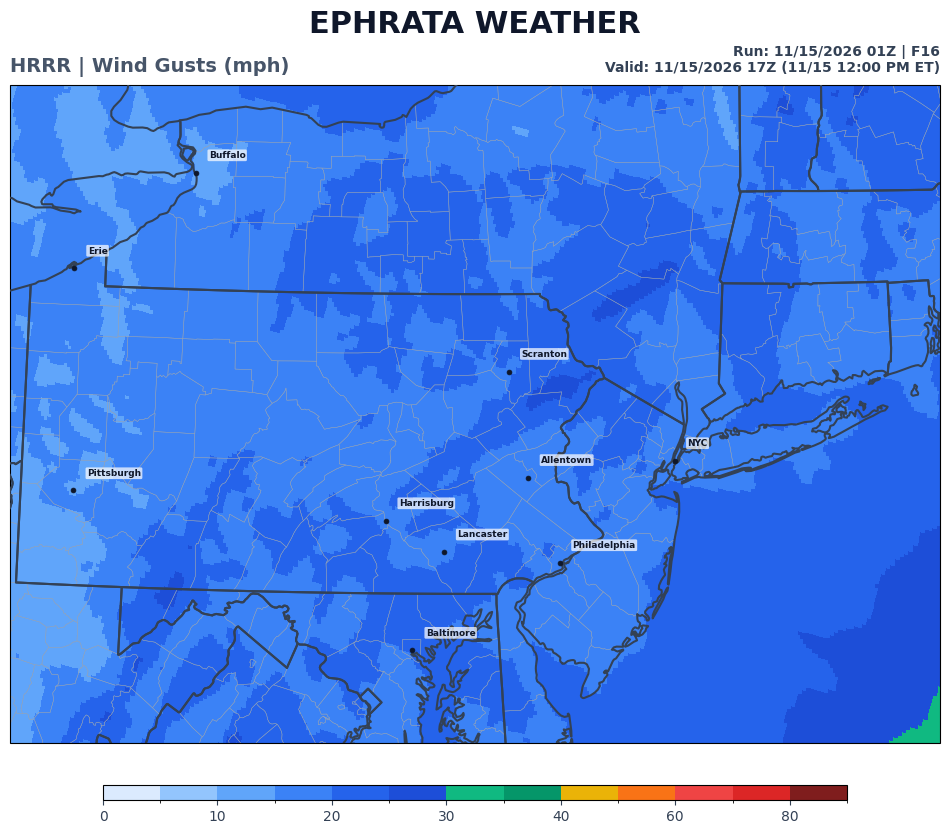 EPHRATA WEATHER
HRRR | Wind Gusts (mph)
Run: 11/15/2026 01Z | F16
Valid: 11/15/2026 17Z (11/15 12:00 PM ET)
Buffalo
Erie
Scranton
NYC
Allentown
Pittsburgh
Harrisburg
Lancaster
Philadelphia
Baltimore
0 10 20 30 40 50 60 70 80